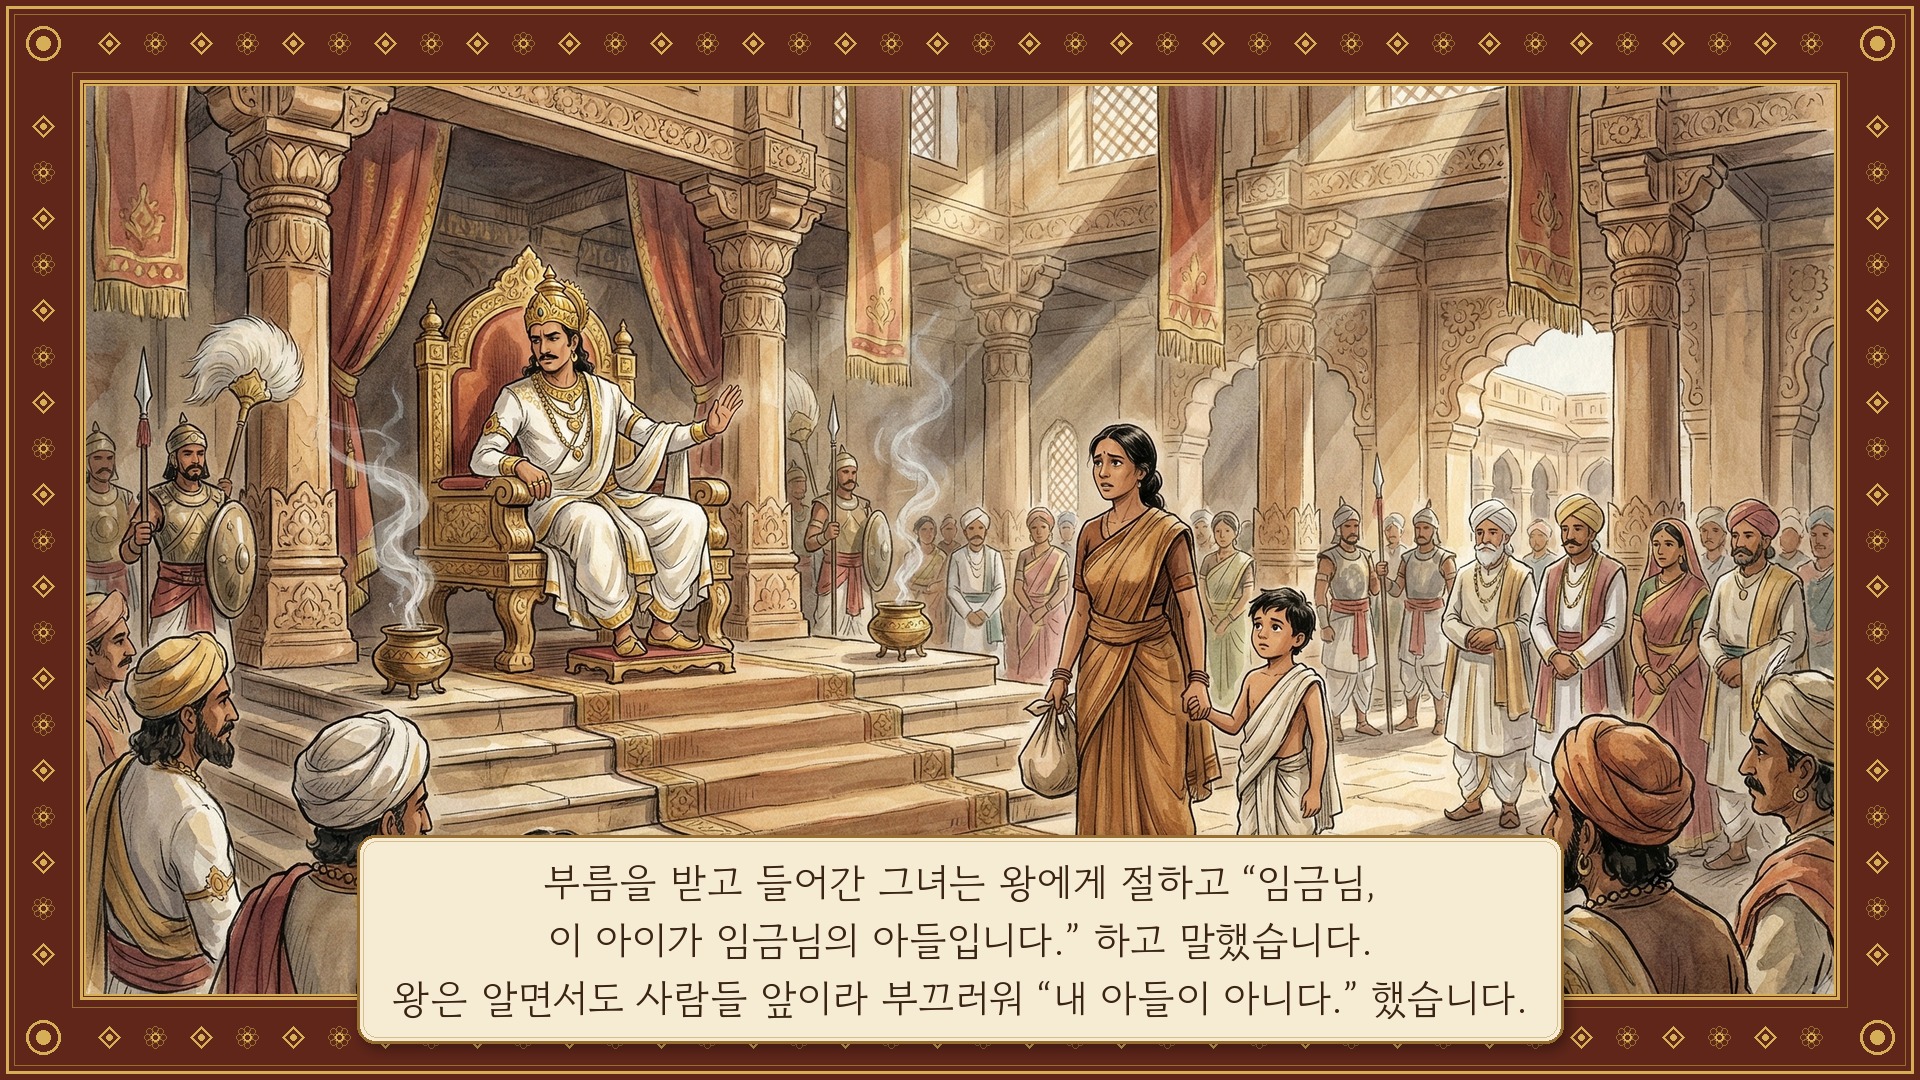 부름을 받고 들어간 그녀는 왕에게 절하고 “임금님,
이 아이가 임금님의 아들입니다.” 하고 말했습니다.
왕은 알면서도 사람들 앞이라 부끄러워 “내 아들이 아니다.” 했습니다.